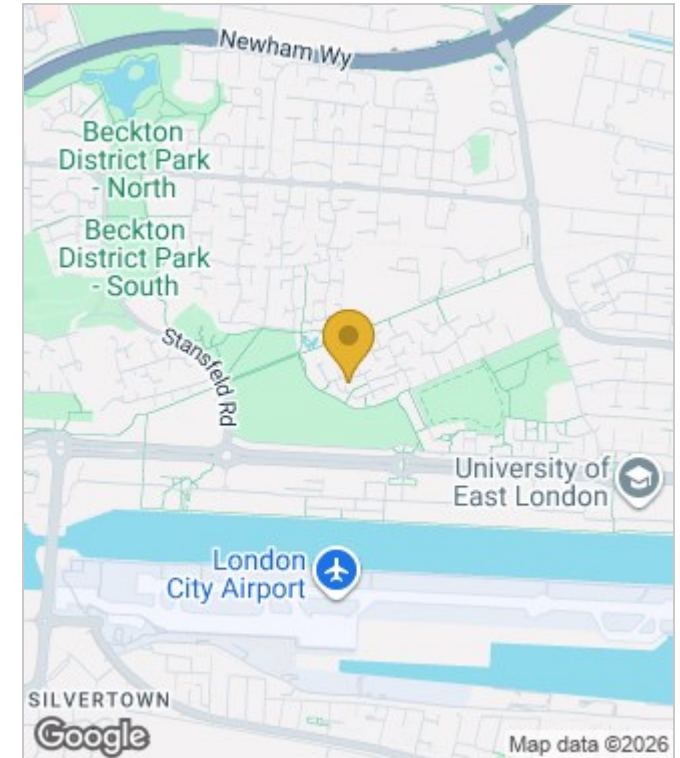 Newham Wy
Beckton
District Park
- North
Beckton
District Park
- South
Stansfeld Rd
University of
East London
London
City Airport
SILVERTOWN
Google
Map data ©2026